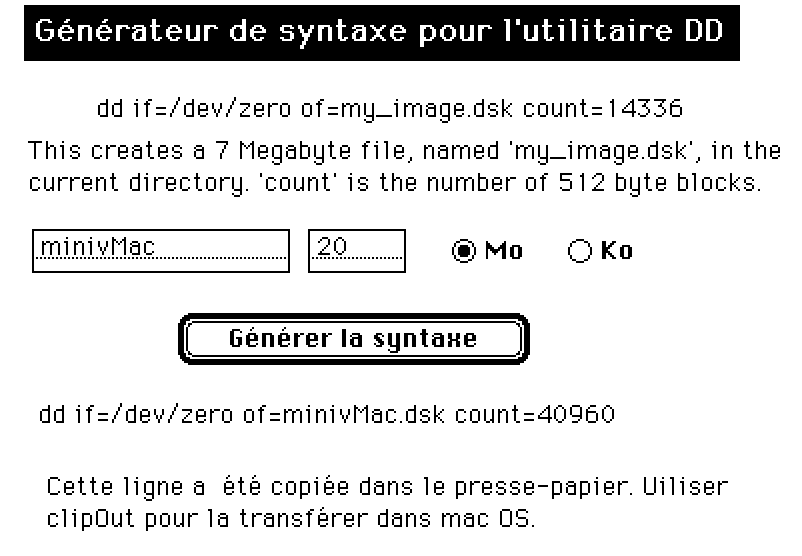 Générateur de syntaxe pour l'utilitaire DD
dd if=/dev/zero of=my_image.dsk count=14336
This creates a 7 Megabyte file, named 'my_image.dsk', in the
current directory. 'count' is the number of 512 byte blocks.
minivMac 20 Mo Ko
Générer la syntaxe
dd if=/dev/zero of=minivMac.dsk count=40960
Cette ligne a  été copiée dans le presse-papier. Uiliser
clipOut pour la transférer dans mac OS.